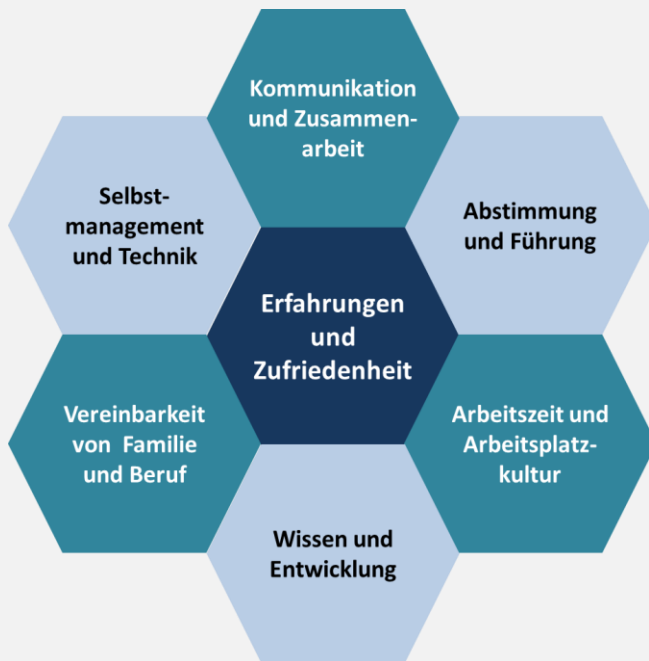 Kommunikation
und Zusammen-
arbeit
Selbst-
management
und Technik
Abstimmung
und Führung
Erfahrungen
und
Zufriedenheit
Vereinbarkeit
von Familie
und Beruf
Arbeitszeit und
Arbeitsplatz-
kultur
Wissen und
Entwicklung